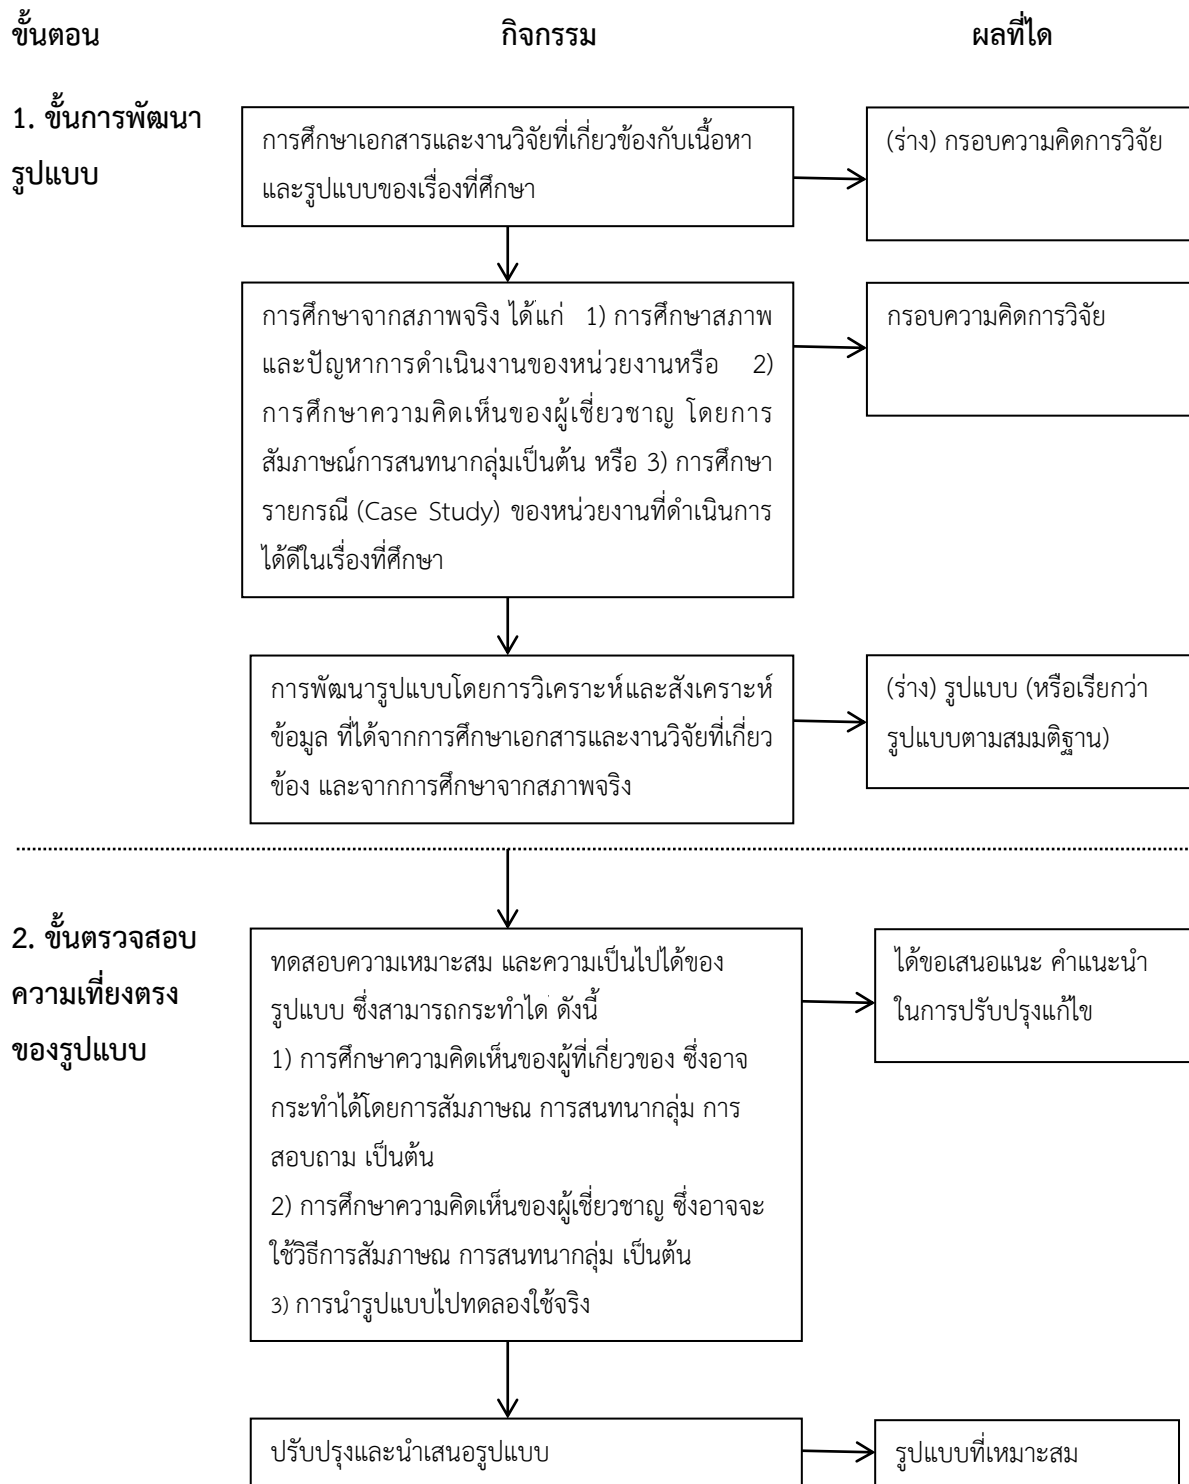 ขั้นตอน
กิจกรรม
ผลที่ได
1. ขั้นการพัฒนา
รูปแบบ
การศึกษาเอกสารและงานวิจัยที่เกี่ยวข้องกับเนื้อหา
และรูปแบบของเรื่องที่ศึกษา
(ร่าง) กรอบความคิดการวิจัย
การศึกษาจากสภาพจริง ได้แก่ 1) การศึกษาสภาพ
และปัญหาการดำเนินงานของหน่วยงานหรือ 2)
การศึกษาความคิดเห็นของผู้เชี่ยวชาญ โดยการ
สัมภาษณ์การสนทนากลุ่มเป็นต้น หรือ 3) การศึกษา
รายกรณี (Case Study) ของหน่วยงานที่ดำเนินการ
ได้ดีในเรื่องที่ศึกษา
กรอบความคิดการวิจัย
การพัฒนารูปแบบโดยการวิเคราะห์และสังเคราะห์
ข้อมูล ที่ได้จากการศึกษาเอกสารและงานวิจัยที่เกี่ยว
ข้อง และจากการศึกษาจากสภาพจริง
(ร่าง) รูปแบบ (หรือเรียกว่า
รูปแบบตามสมมติฐาน)
2. ขั้นตรวจสอบ
ความเที่ยงตรง
ของรูปแบบ
ทดสอบความเหมาะสม และความเป็นไปได้ของ
รูปแบบ ซึ่งสามารถกระทำได้ ดังนี้
1) การศึกษาความคิดเห็นของผู้ที่เกี่ยวของ ซึ่งอาจ
กระทำได้โดยการสัมภาษณ การสนทนากลุ่ม การ
สอบถาม เป็นต้น
2) การศึกษาความคิดเห็นของผู้เชี่ยวชาญ ซึ่งอาจจะ
ใช้วิธีการสัมภาษณ การสนทนากลุ่ม เป็นต้น
3) การนำรูปแบบไปทดลองใช้จริง
ได้ขอเสนอแนะ คำแนะนำ
ในการปรับปรุงแก้ไข
ปรับปรุงและนำเสนอรูปแบบ
รูปแบบที่เหมาะสม